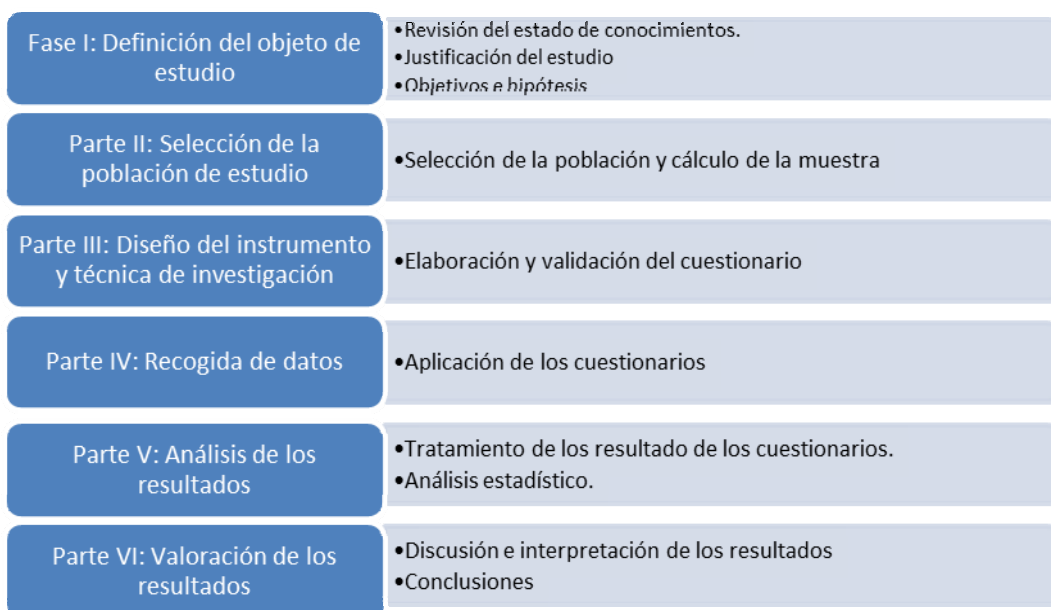 Fase I: Definición del objeto de
estudio
•Revisión del estado de conocimientos.
•Justificación del estudio
•Objetivos e hipótesis
Parte II: Selección de la
población de estudio
•Selección de la población y cálculo de la muestra
Parte III: Diseño del instrumento
y técnica de investigación
•Elaboración y validación del cuestionario
Parte IV: Recogida de datos
•Aplicación de los cuestionarios
Parte V: Análisis de los
resultados
•Tratamiento de los resultado de los cuestionarios.
•Análisis estadístico.
Parte VI: Valoración de los
resultados
•Discusión e interpretación de los resultados
•Conclusiones